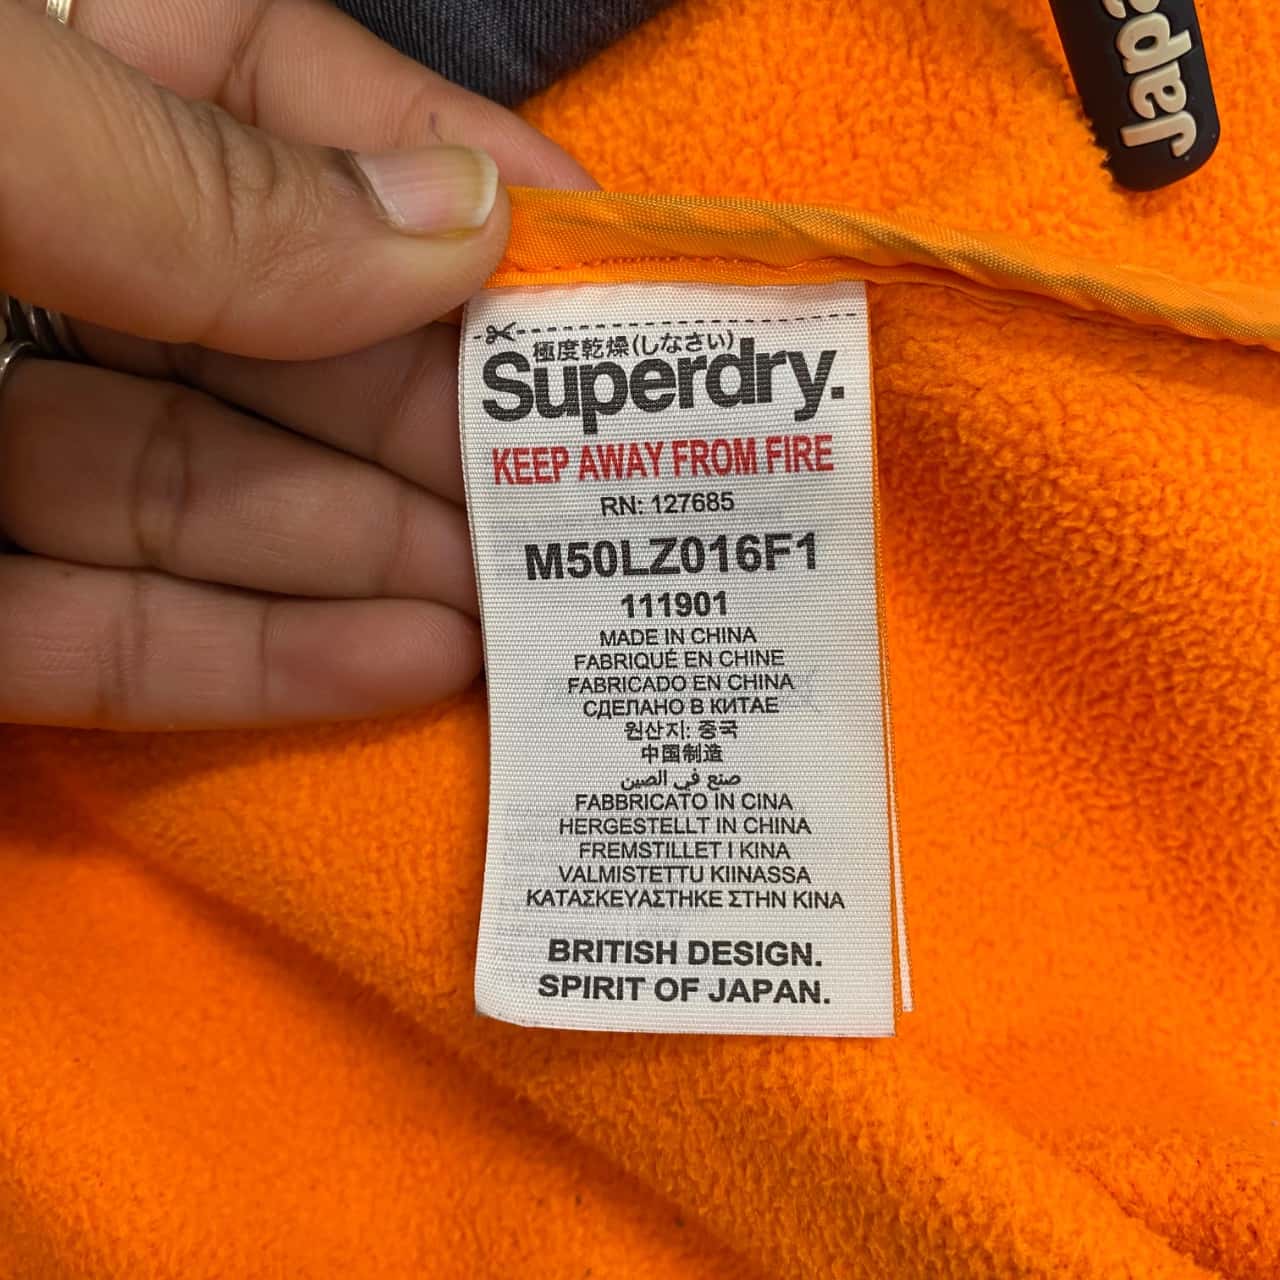 Japa
極度乾燥(しなさい)
Superdry.
KEEP AWAY FROM FIRE
RN: 127685
M50LZ016F1
111901
MADE IN CHINA
FABRIQUÉ EN CHINE
FABRICADO EN CHINA
СДЕЛАНО В КИТАЕ
원산지: 중국
中国制造
صنع في الصين
FABBRICATO IN CINA
HERGESTELLT IN CHINA
FREMSTILLET I KINA
VALMISTETTU KIINASSA
ΚΑΤΑΣΚΕΥΑΣΤΗΚΕ ΣΤΗΝ ΚΙΝΑ
BRITISH DESIGN.
SPIRIT OF JAPAN.